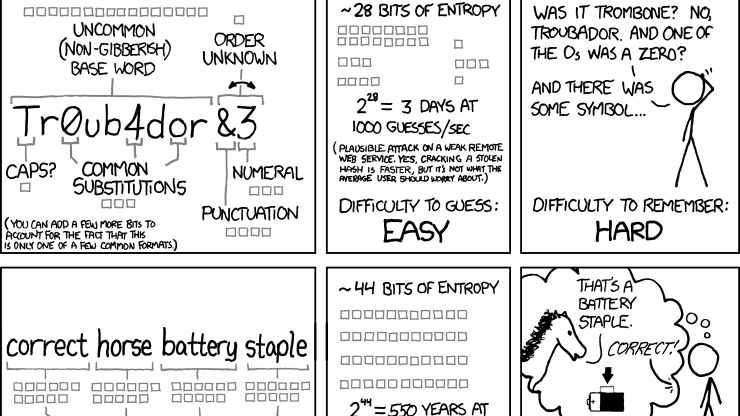 UNCOMMON
(NON-GIBBERISH)
BASE WORD
ORDER
UNKNOWN
Tr0ub4dor &3
CAPS?
COMMON
SUBSTITUTIONS
NUMERAL
PUNCTUATION
(YOU CAN ADD A FEW MORE BITS TO
ACCOUNT FOR THE FACT THAT THIS
IS ONLY ONE OF A FEW COMMON FORMATS.)
~28 BITS OF ENTROPY
2^28 = 3 DAYS AT
1000 GUESSES/SEC
(PLAUSIBLE ATTACK ON A WEAK REMOTE
WEB SERVICE. YES, CRACKING A STOLEN
HASH IS FASTER, BUT IT'S NOT WHAT THE
AVERAGE USER SHOULD WORRY ABOUT.)
DIFFICULTY TO GUESS:
EASY
WAS IT TROMBONE? NO,
TROUBADOR. AND ONE OF
THE Os WAS A ZERO?
AND THERE WAS
SOME SYMBOL...
DIFFICULTY TO REMEMBER:
HARD
correct horse battery staple
~44 BITS OF ENTROPY
2^44 = 550 YEARS AT
THAT'S A
BATTERY
STAPLE.
CORRECT!